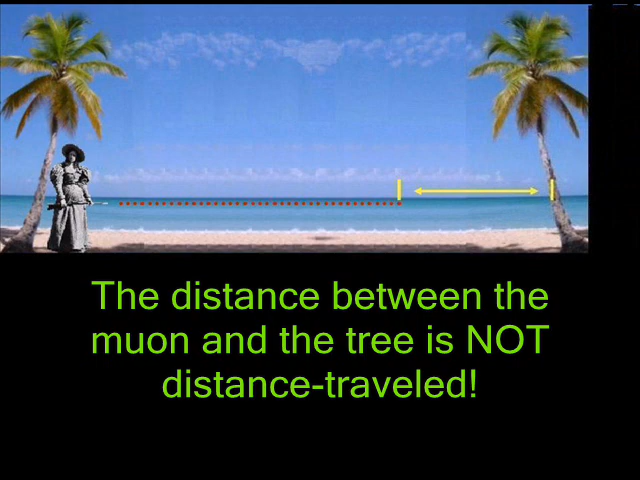 The distance between the
muon and the tree is NOT
distance-traveled!